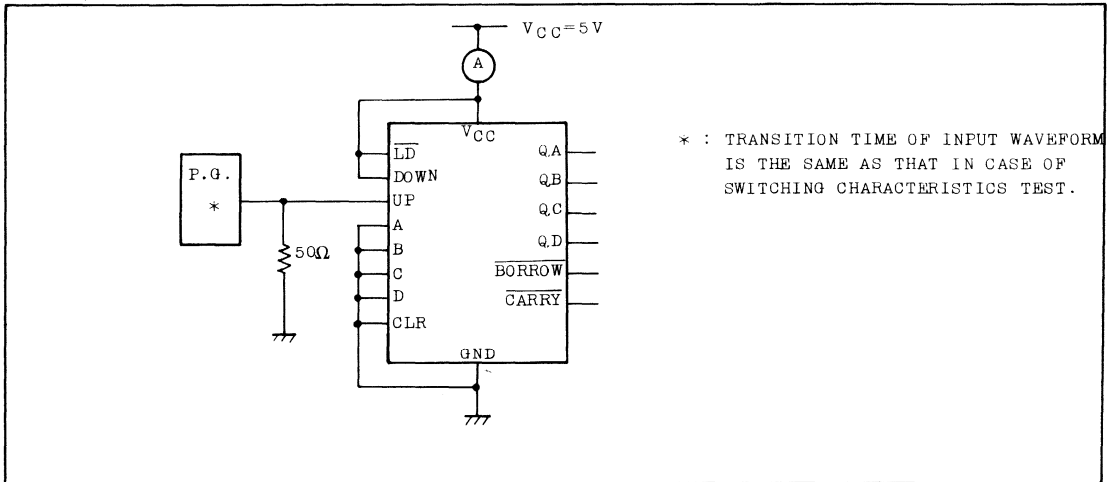 VCC=5V
A
VCC
LD
DOWN
UP
A
B
C
D
CLR
GND
QA
QB
QC
QD
BORROW
CARRY
P.G.
*
50Ω
* : TRANSITION TIME OF INPUT WAVEFORM
IS THE SAME AS THAT IN CASE OF
SWITCHING CHARACTERISTICS TEST.